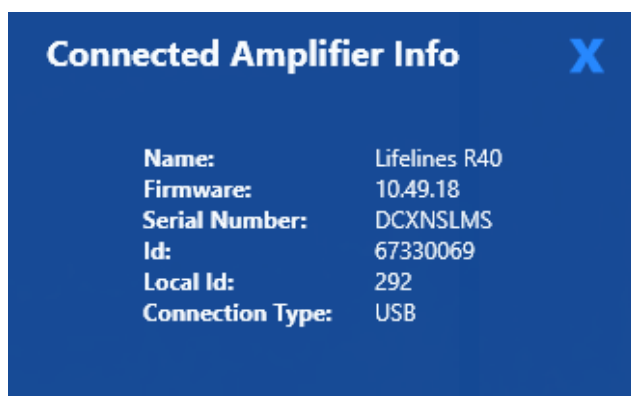 Connected Amplifier Info X
Name: Lifelines R40
Firmware: 10.49.18
Serial Number: DCXNSLMS
Id: 67330069
Local Id: 292
Connection Type: USB